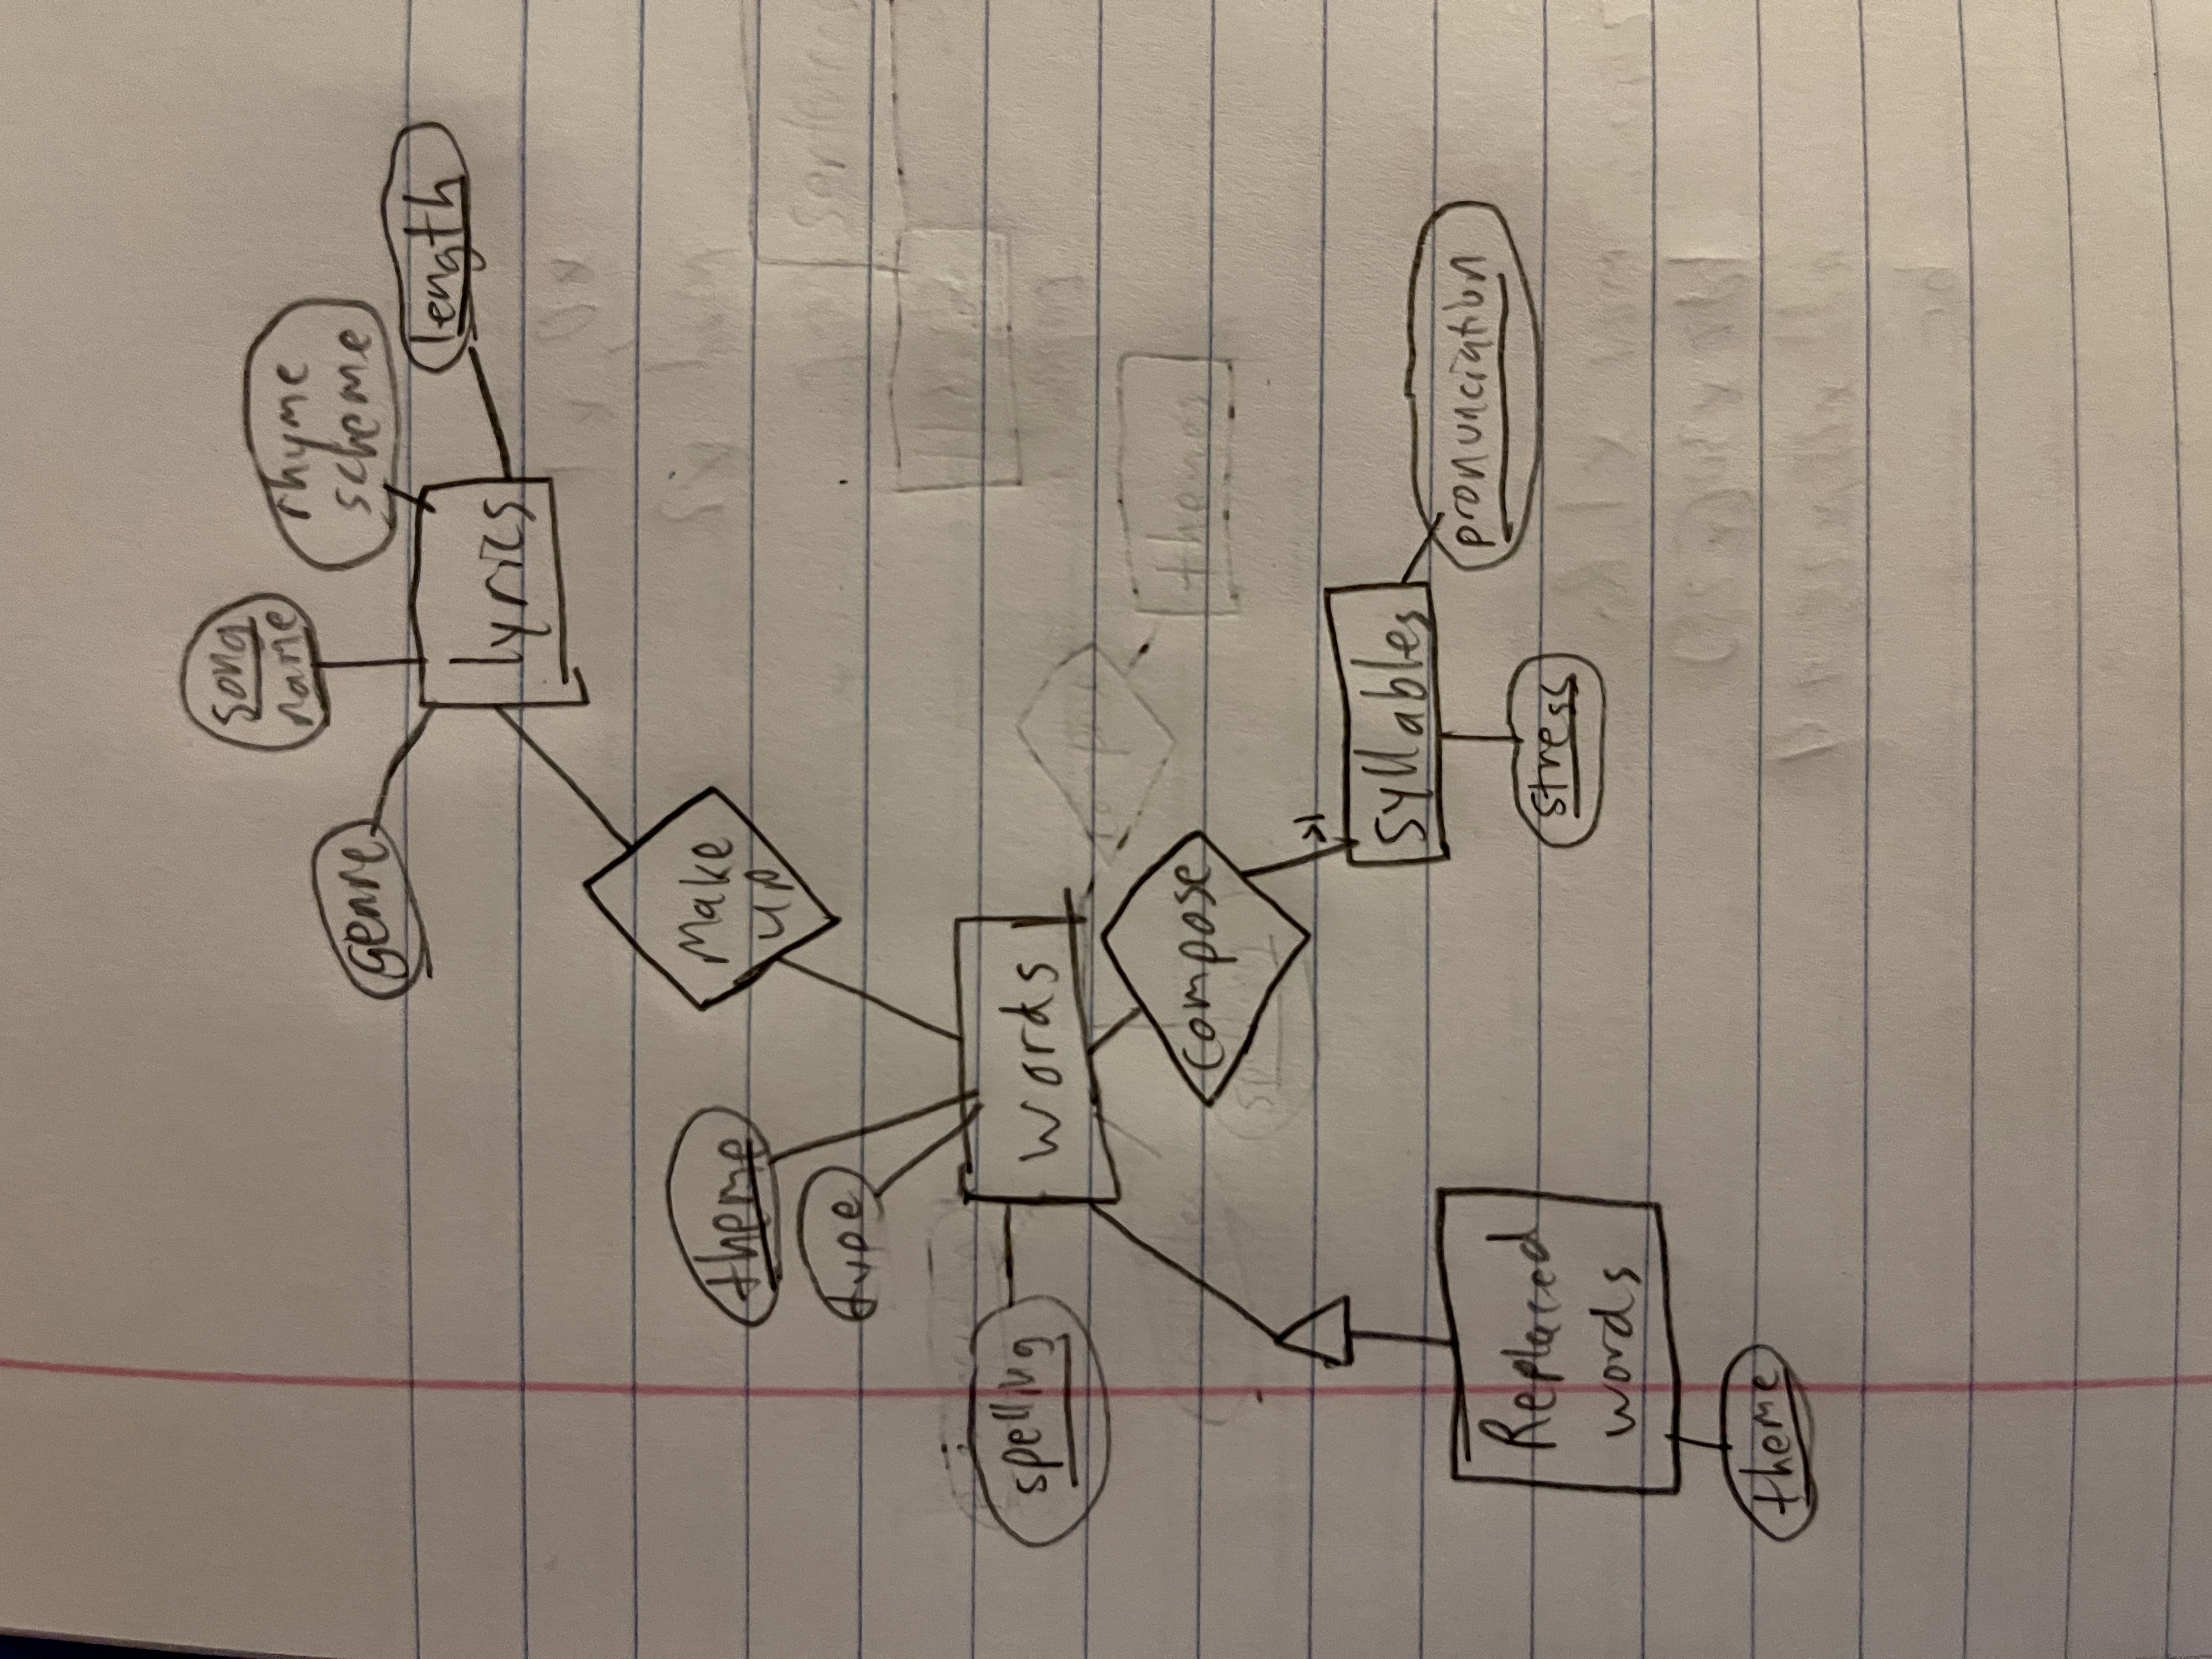 song
name
rhyme
scheme
genre
length
lyrics
Make
up
theme
type
spelling
words
compose
themes
>1
syllables
pronunciation
stress
Replaced
words
theme